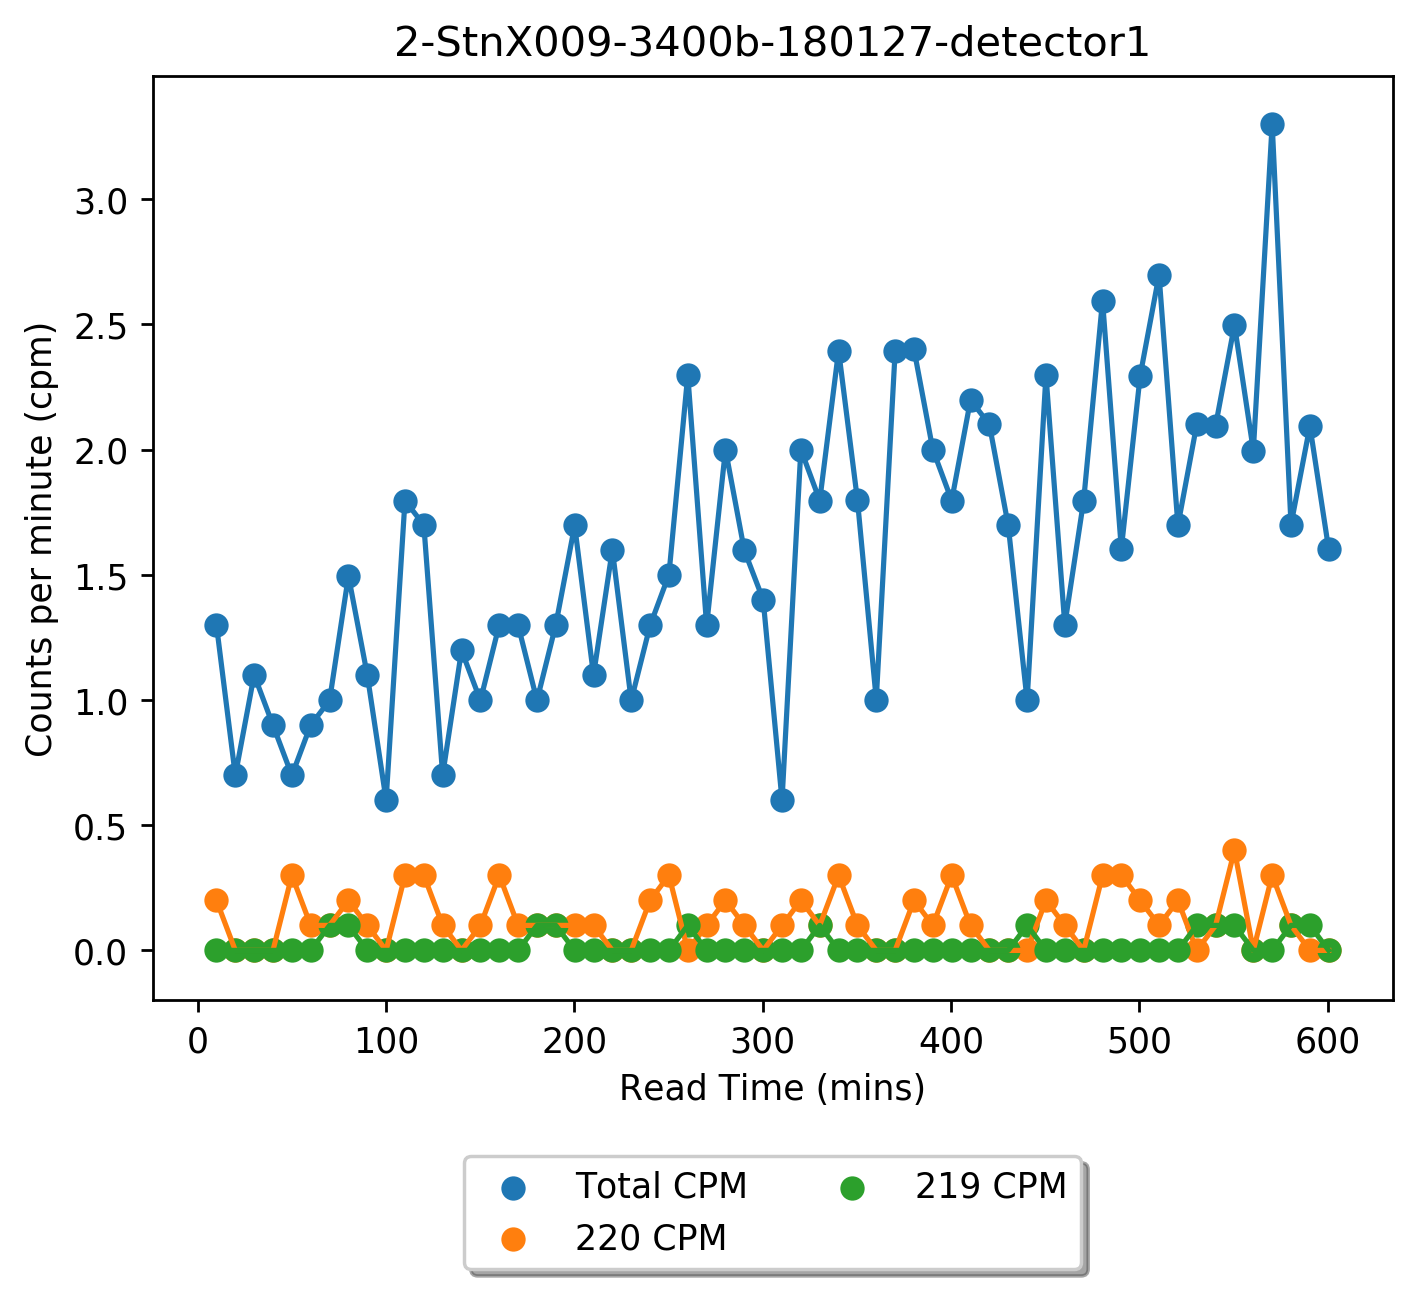 2-StnX009-3400b-180127-detector1
Counts per minute (cpm)
3.0
2.5
2.0
1.5
1.0
0.5
0.0
0 100 200 300 400 500 600
Read Time (mins)
Total CPM 219 CPM
220 CPM